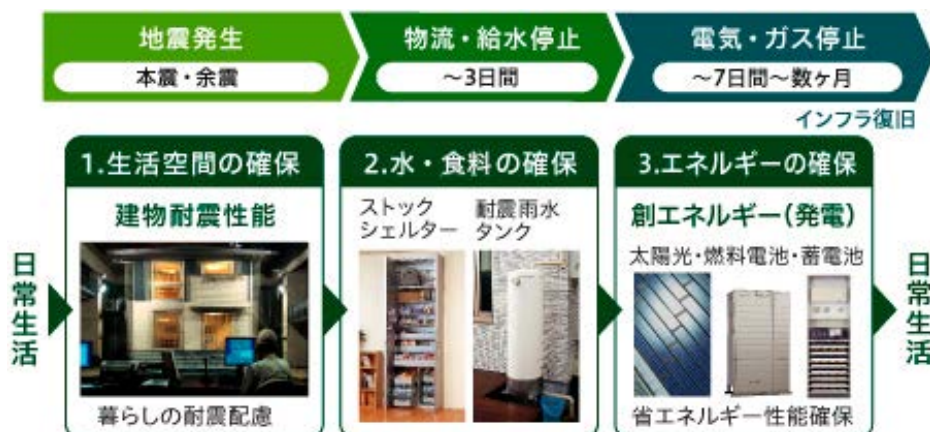 地震発生
本震・余震
物流・給水停止
～3日間
電気・ガス停止
～7日間～数ヶ月
インフラ復旧
日常生活
1.生活空間の確保
建物耐震性能
暮らしの耐震配慮
2.水・食料の確保
ストック
シェルター
耐震雨水
タンク
3.エネルギーの確保
創エネルギー(発電)
太陽光・燃料電池・蓄電池
省エネルギー性能確保
日常生活